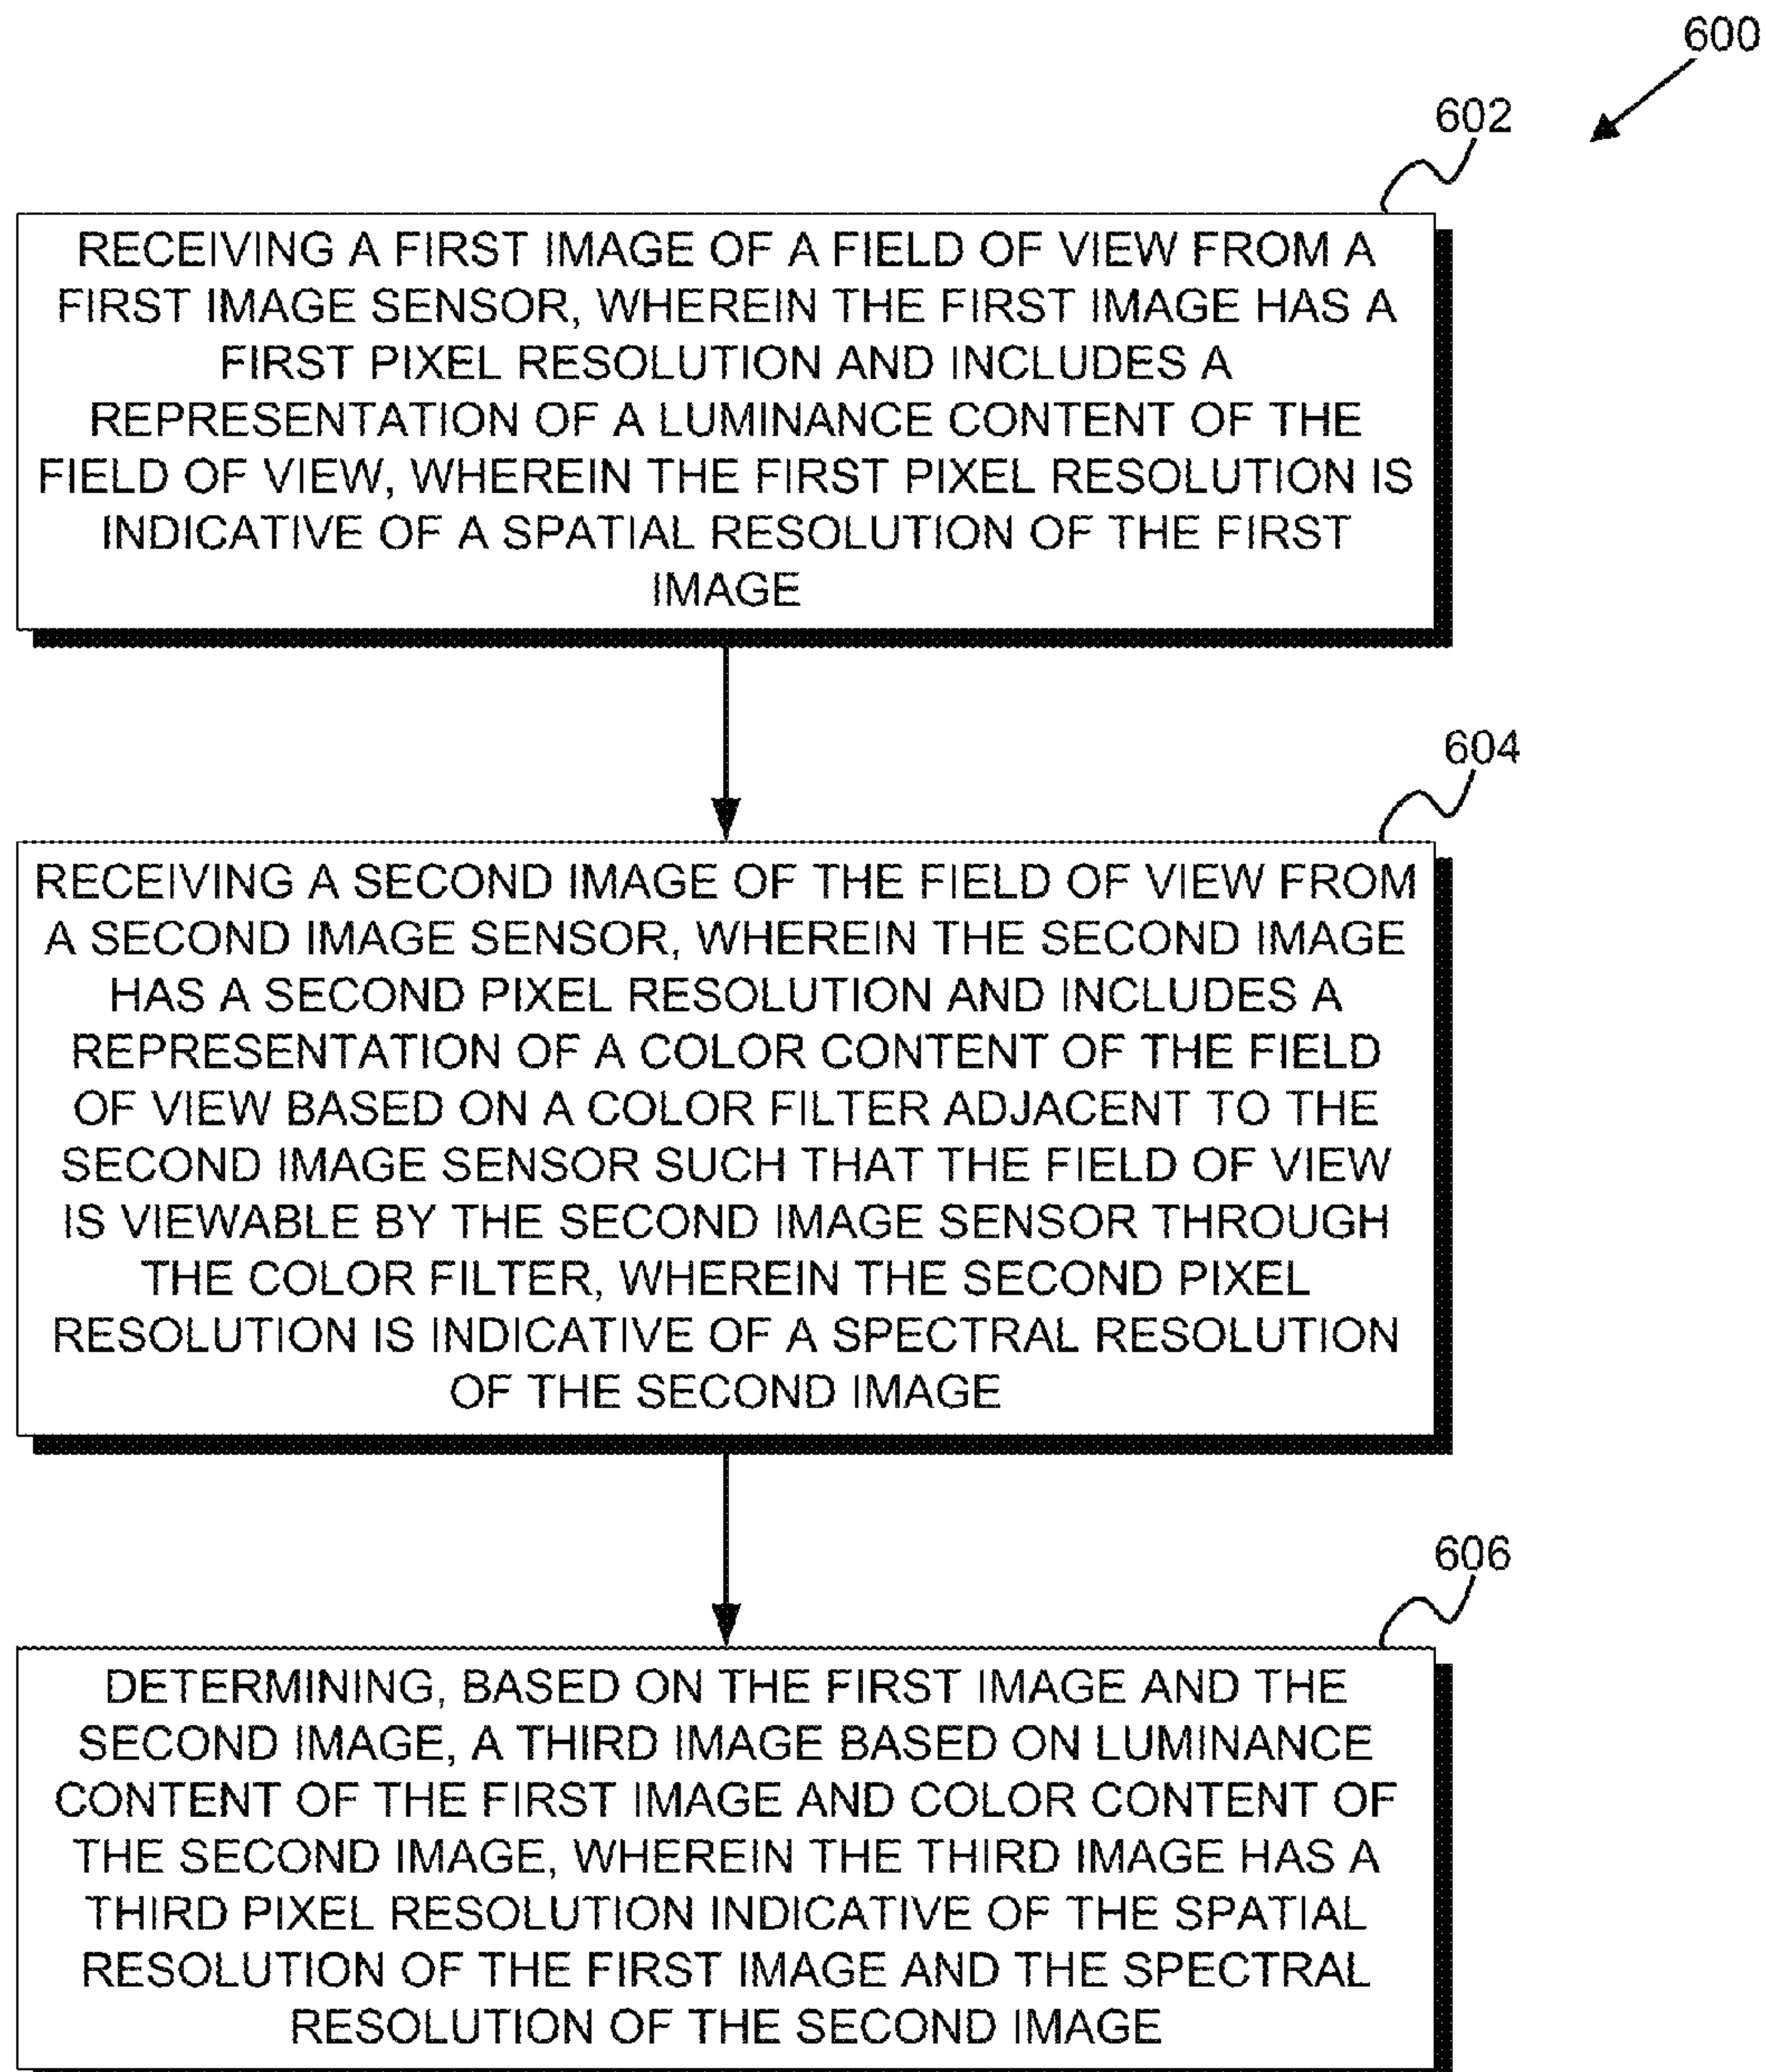 600
602
RECEIVING A FIRST IMAGE OF A FIELD OF VIEW FROM A
FIRST IMAGE SENSOR, WHEREIN THE FIRST IMAGE HAS A
FIRST PIXEL RESOLUTION AND INCLUDES A
REPRESENTATION OF A LUMINANCE CONTENT OF THE
FIELD OF VIEW, WHEREIN THE FIRST PIXEL RESOLUTION IS
INDICATIVE OF A SPATIAL RESOLUTION OF THE FIRST
IMAGE
604
RECEIVING A SECOND IMAGE OF THE FIELD OF VIEW FROM
A SECOND IMAGE SENSOR, WHEREIN THE SECOND IMAGE
HAS A SECOND PIXEL RESOLUTION AND INCLUDES A
REPRESENTATION OF A COLOR CONTENT OF THE FIELD
OF VIEW BASED ON A COLOR FILTER ADJACENT TO THE
SECOND IMAGE SENSOR SUCH THAT THE FIELD OF VIEW
IS VIEWABLE BY THE SECOND IMAGE SENSOR THROUGH
THE COLOR FILTER, WHEREIN THE SECOND PIXEL
RESOLUTION IS INDICATIVE OF A SPECTRAL RESOLUTION
OF THE SECOND IMAGE
606
DETERMINING, BASED ON THE FIRST IMAGE AND THE
SECOND IMAGE, A THIRD IMAGE BASED ON LUMINANCE
CONTENT OF THE FIRST IMAGE AND COLOR CONTENT OF
THE SECOND IMAGE, WHEREIN THE THIRD IMAGE HAS A
THIRD PIXEL RESOLUTION INDICATIVE OF THE SPATIAL
RESOLUTION OF THE FIRST IMAGE AND THE SPECTRAL
RESOLUTION OF THE SECOND IMAGE